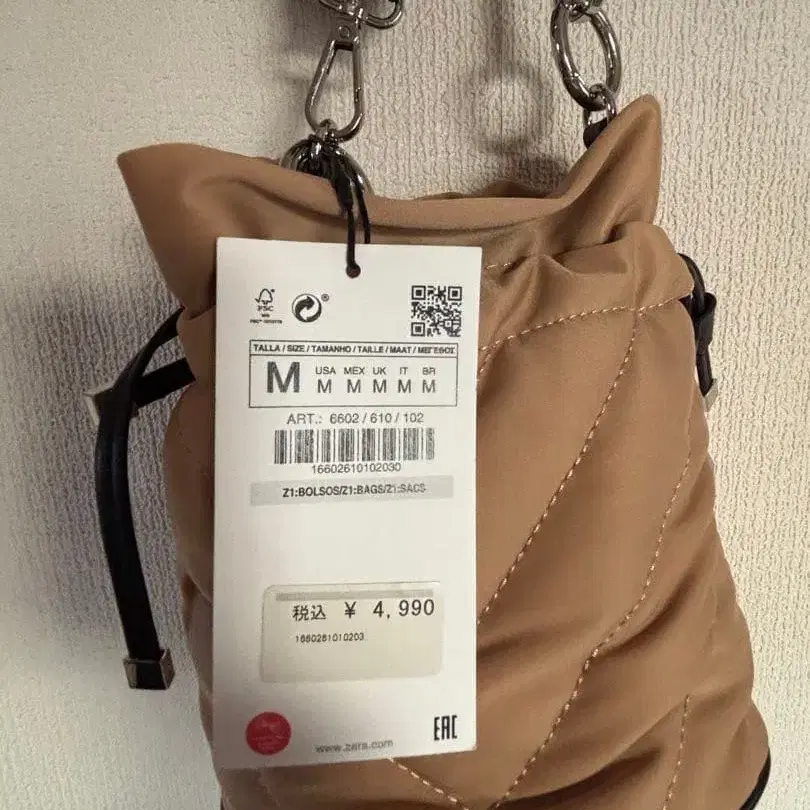 FSC
®
TALLA / SIZE / TAMANHO / TAILLE / MAAT / ΜΕΓΕΘΟΣ
M
USA MEX UK IT BR
M M M M M
ART.: 6602 / 610 / 102
16602610102030
Z1:BOLSOS/Z1:BAGS/Z1:SACS
税込 ¥ 4,990
1660261010203
EAC
www.zara.com